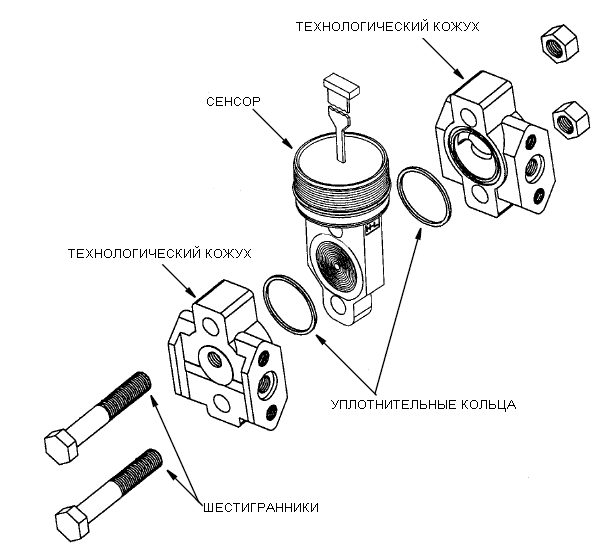 ТЕХНОЛОГИЧЕСКИЙ КОЖУХ
СЕНСОР
ТЕХНОЛОГИЧЕСКИЙ КОЖУХ
УПЛОТНИТЕЛЬНЫЕ КОЛЬЦА
ШЕСТИГРАННИКИ